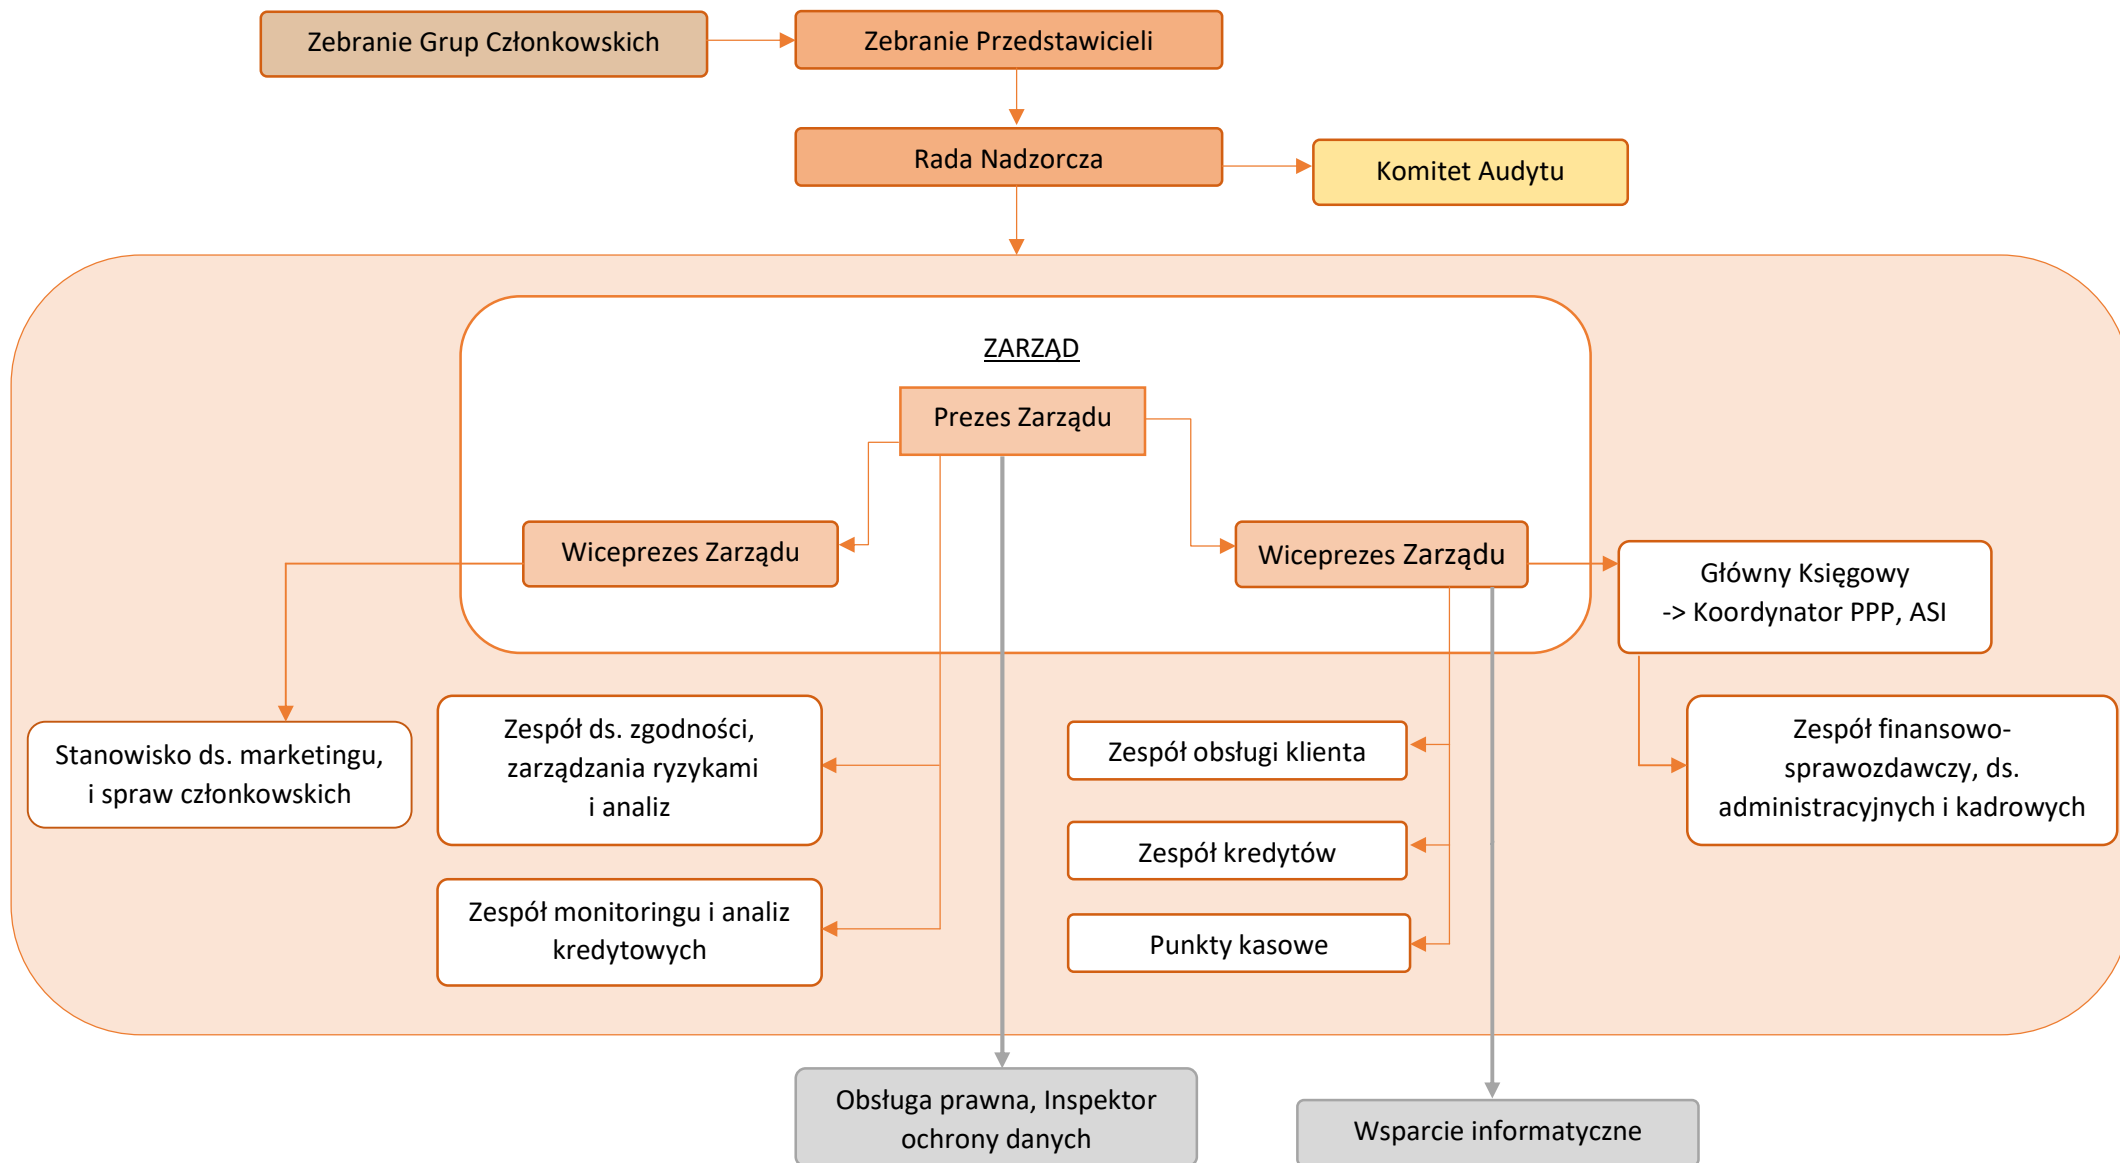 Zebranie Grup Członkowskich
Zebranie Przedstawicieli
Rada Nadzorcza
Komitet Audytu
ZARZĄD
Prezes Zarządu
Wiceprezes Zarządu
Wiceprezes Zarządu
Główny Księgowy
-> Koordynator PPP, ASI
Stanowisko ds. marketingu,
i spraw członkowskich
Zespół ds. zgodności,
zarządzania ryzykami
i analiz
Zespół monitoringu i analiz
kredytowych
Zespół obsługi klienta
Zespół kredytów
Punkty kasowe
Zespół finansowo-
sprawozdawczy, ds.
administracyjnych i kadrowych
Obsługa prawna, Inspektor
ochrony danych
Wsparcie informatyczne